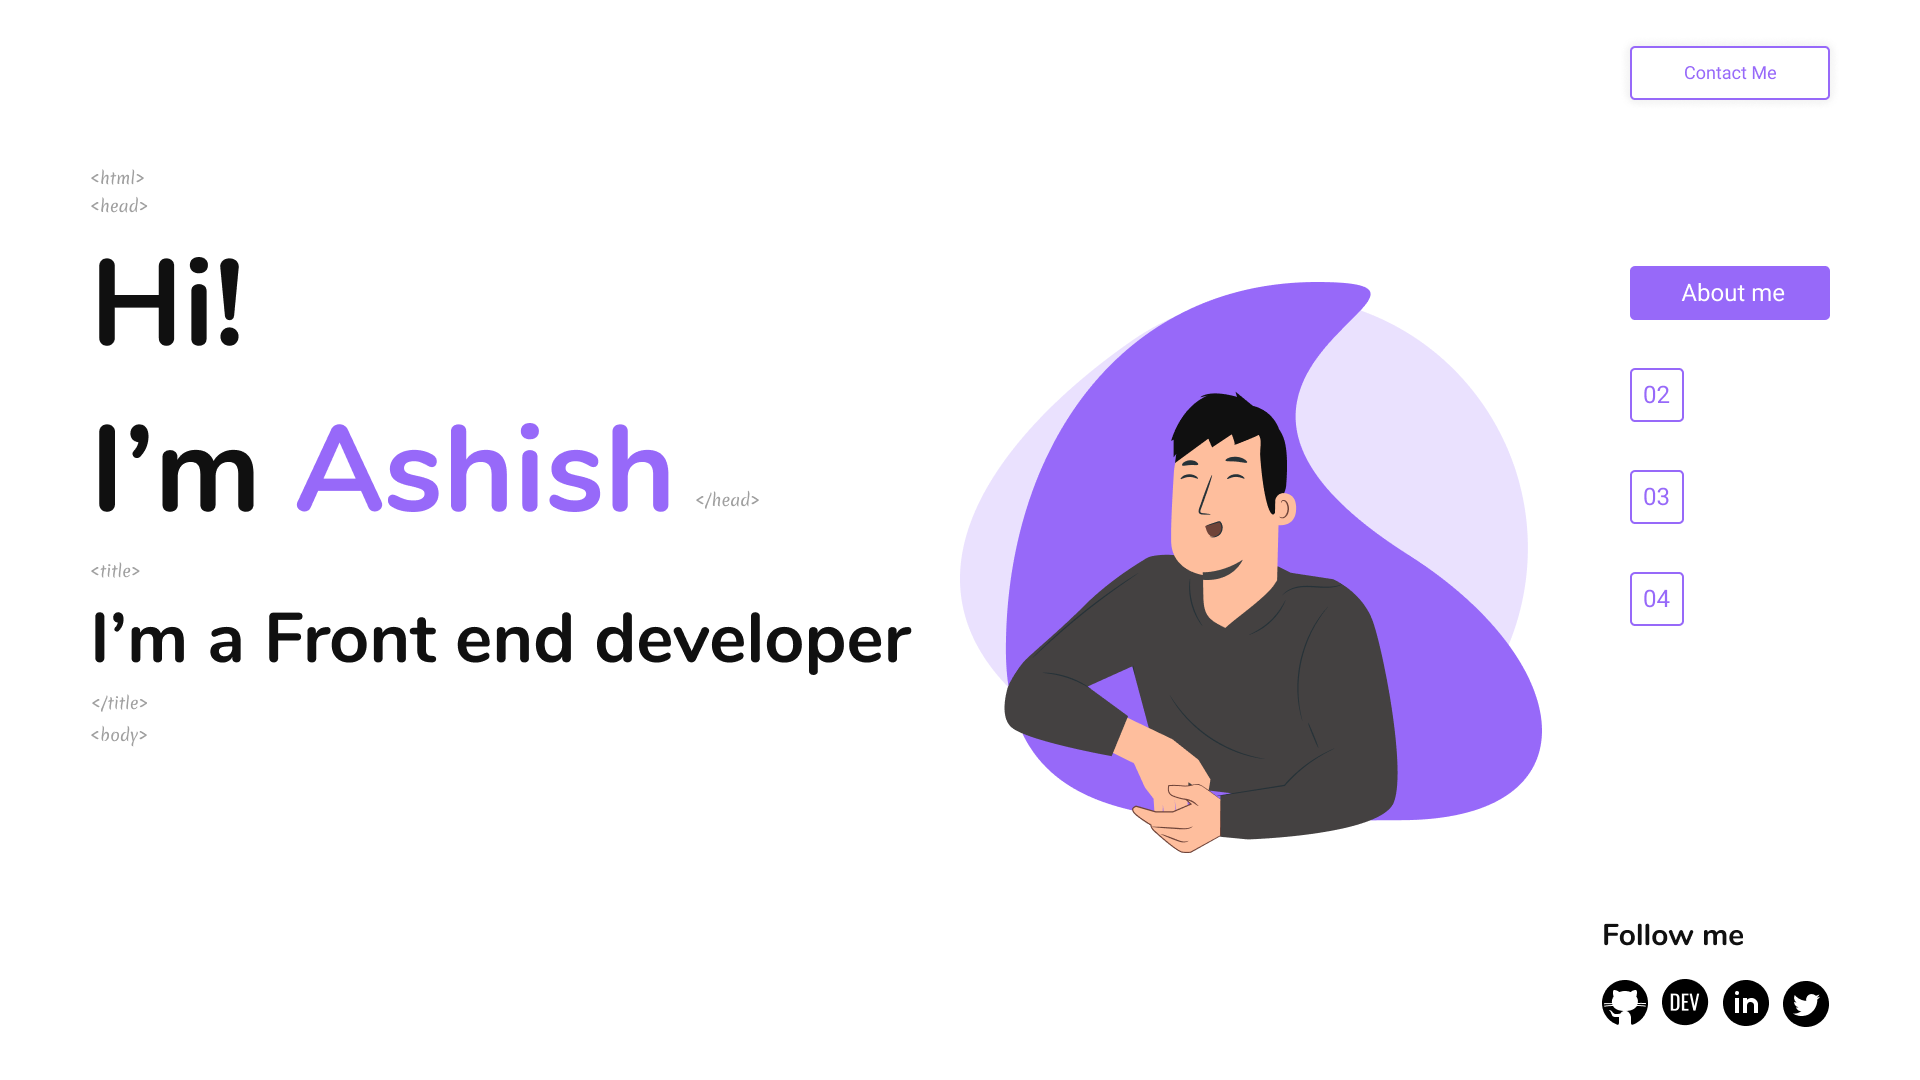 Contact Me
<html>
<head>
Hi!
I’m Ashish </head>
<title>
I’m a Front end developer
</title>
<body>
About me
02
03
04
Follow me
DEV
in